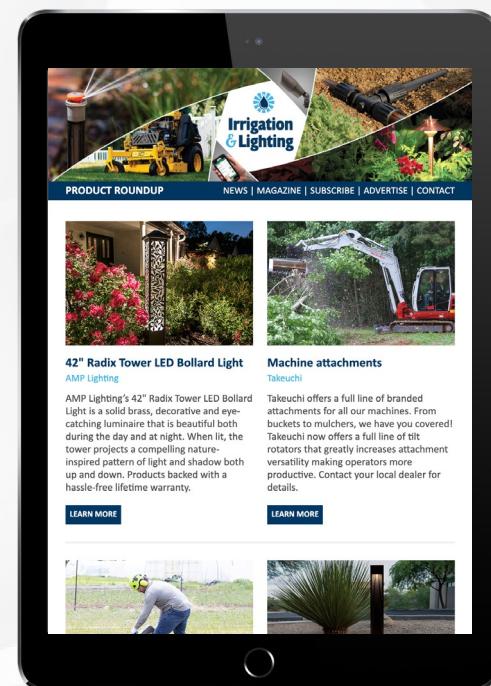 Irrigation
& Lighting
PRODUCT ROUNDUP
NEWS | MAGAZINE | SUBSCRIBE | ADVERTISE | CONTACT
42" Radix Tower LED Bollard Light
AMP Lighting
AMP Lighting's 42" Radix Tower LED Bollard
Light is a solid brass, decorative and eye-
catching luminaire that is beautiful both
during the day and at night. When lit, the
tower projects a compelling nature-
inspired pattern of light and shadow both
up and down. Products backed with a
hassle-free lifetime warranty.
LEARN MORE
Machine attachments
Takeuchi
Takeuchi offers a full line of branded
attachments for all our machines. From
buckets to mulchers, we have you covered!
Takeuchi now offers a full line of tilt
rotators that greatly increases attachment
versatility making operators more
productive. Contact your local dealer for
details.
LEARN MORE